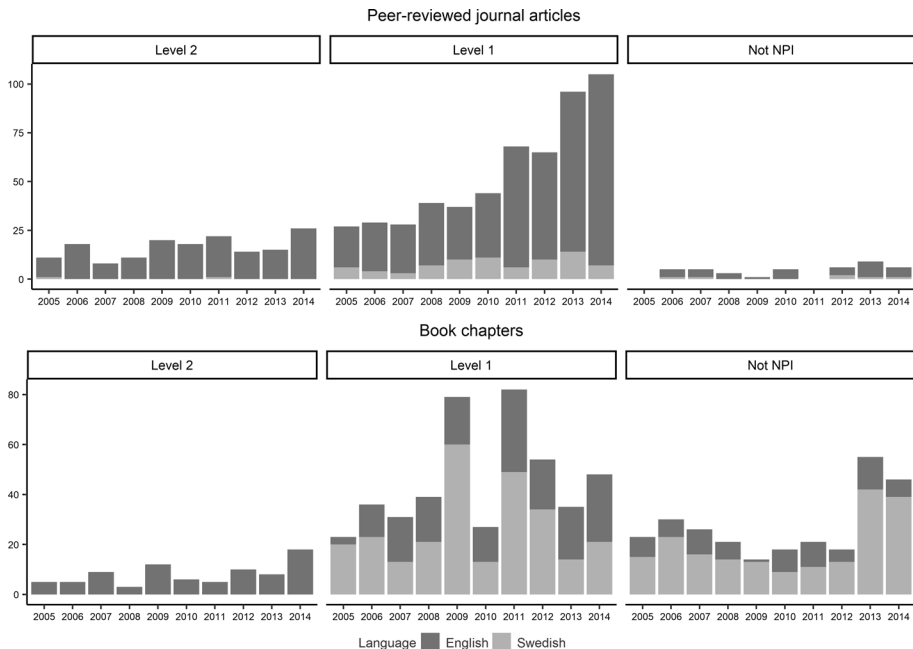 Peer-reviewed journal articles
Level 2 Level 1 Not NPI
100
75
50
25
0
2005 2006 2007 2008 2009 2010 2011 2012 2013 2014 2005 2006 2007 2008 2009 2010 2011 2012 2013 2014 2005 2006 2007 2008 2009 2010 2011 2012 2013 2014
Book chapters
Level 2 Level 1 Not NPI
80
60
40
20
0
2005 2006 2007 2008 2009 2010 2011 2012 2013 2014 2005 2006 2007 2008 2009 2010 2011 2012 2013 2014 2005 2006 2007 2008 2009 2010 2011 2012 2013 2014
Language English Swedish